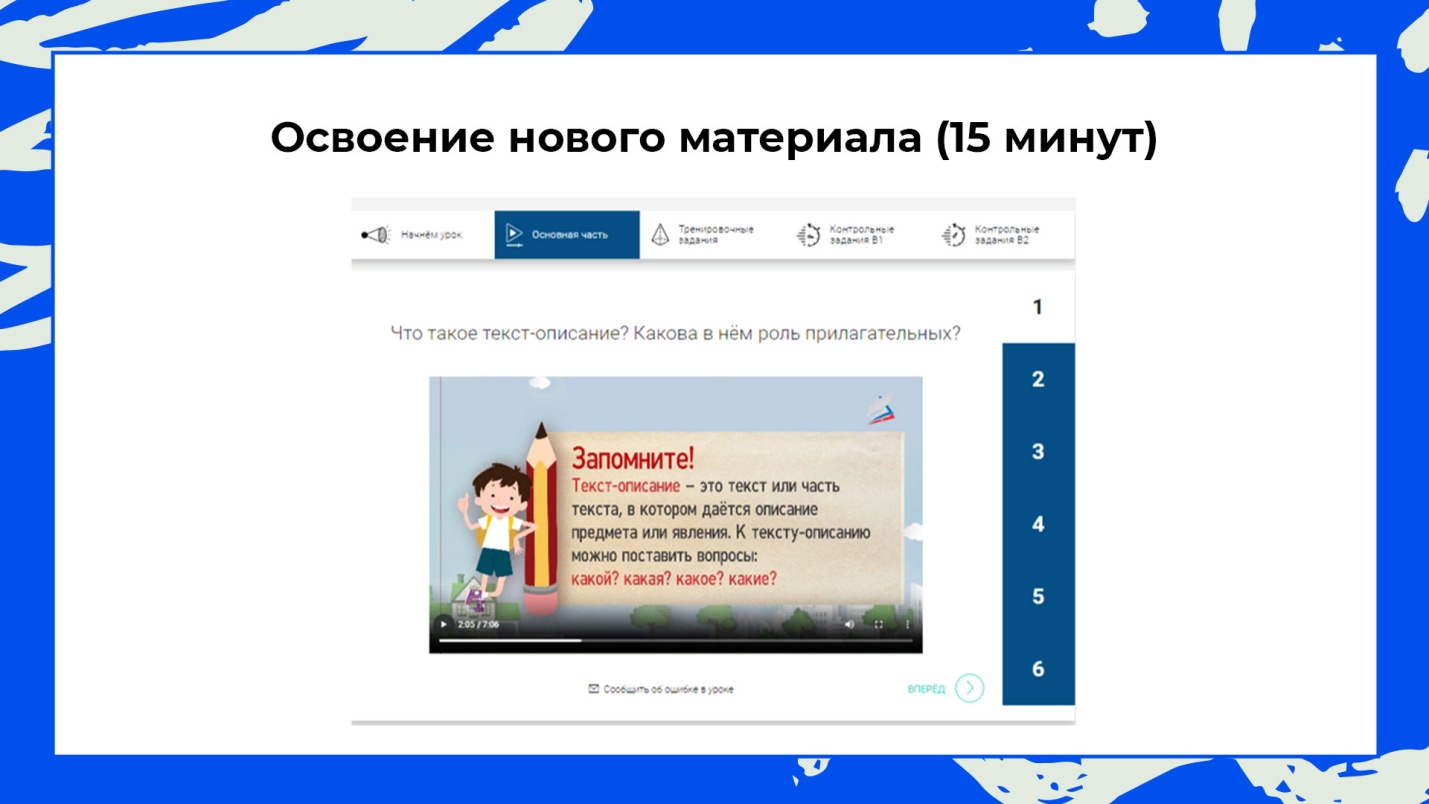 Освоение нового материала (15 минут)
Начнём урок
Основная часть
Тренировочные
задания
Контрольные
задания В1
Контрольные
задания В2
1
Что такое текст-описание? Какова в нём роль прилагательных?
2
3
4
5
6
Запомните!
Текст-описание – это текст или часть
текста, в котором даётся описание
предмета или явления. К тексту-описанию
можно поставить вопросы:
какой? какая? какое? какие?
2:05 / 7:06
Сообщить об ошибке в уроке
ВПЕРЁД